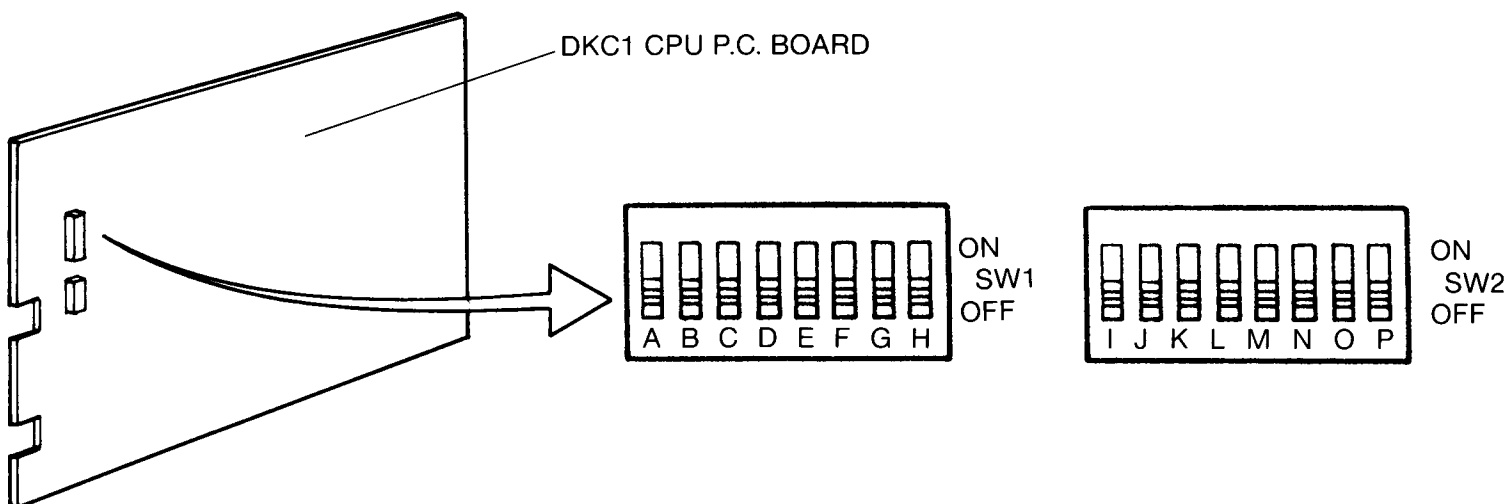 DKC1 CPU P.C. BOARD
ON
SW1
OFF
A B C D E F G H
ON
SW2
OFF
I J K L M N O P